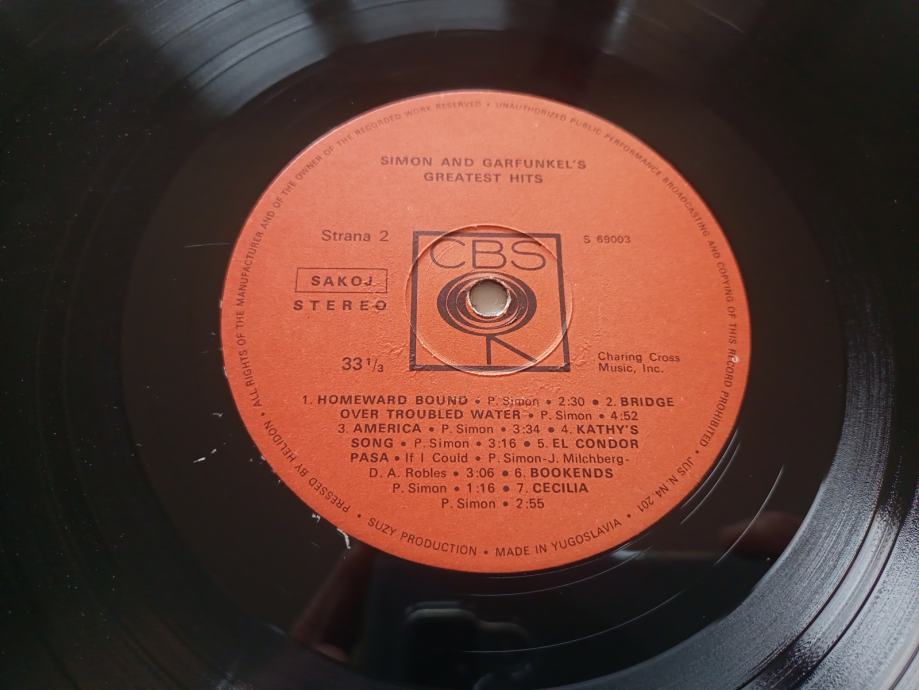 ALL RIGHTS OF THE MANUFACTURER AND OF THE OWNER OF THE RECORDED WORK RESERVED • UNAUTHORIZED PUBLIC PERFORMANCE BROADCASTING AND COPYING OF THIS RECORD PROHIBITED • JUS.N.N4.201
SIMON AND GARFUNKEL'S
GREATEST HITS
Strana 2
CBS
S 69003
SAKOJ
STEREO
33 1/3
Charing Cross
Music, Inc.
1. HOMEWARD BOUND • P. Simon • 2:30 • 2. BRIDGE
OVER TROUBLED WATER • P. Simon • 4:52
3. AMERICA • P. Simon • 3:34 • 4. KATHY'S
SONG • P. Simon • 3:16 • 5. EL CONDOR
PASA • If I Could • P. Simon-J. Milchberg-
D. A. Robles • 3:06 • 6. BOOKENDS
P. Simon • 1:16 • 7. CECILIA
P. Simon • 2:55
PRESSED BY HELIDON • SUZY PRODUCTION • MADE IN YUGOSLAVIA